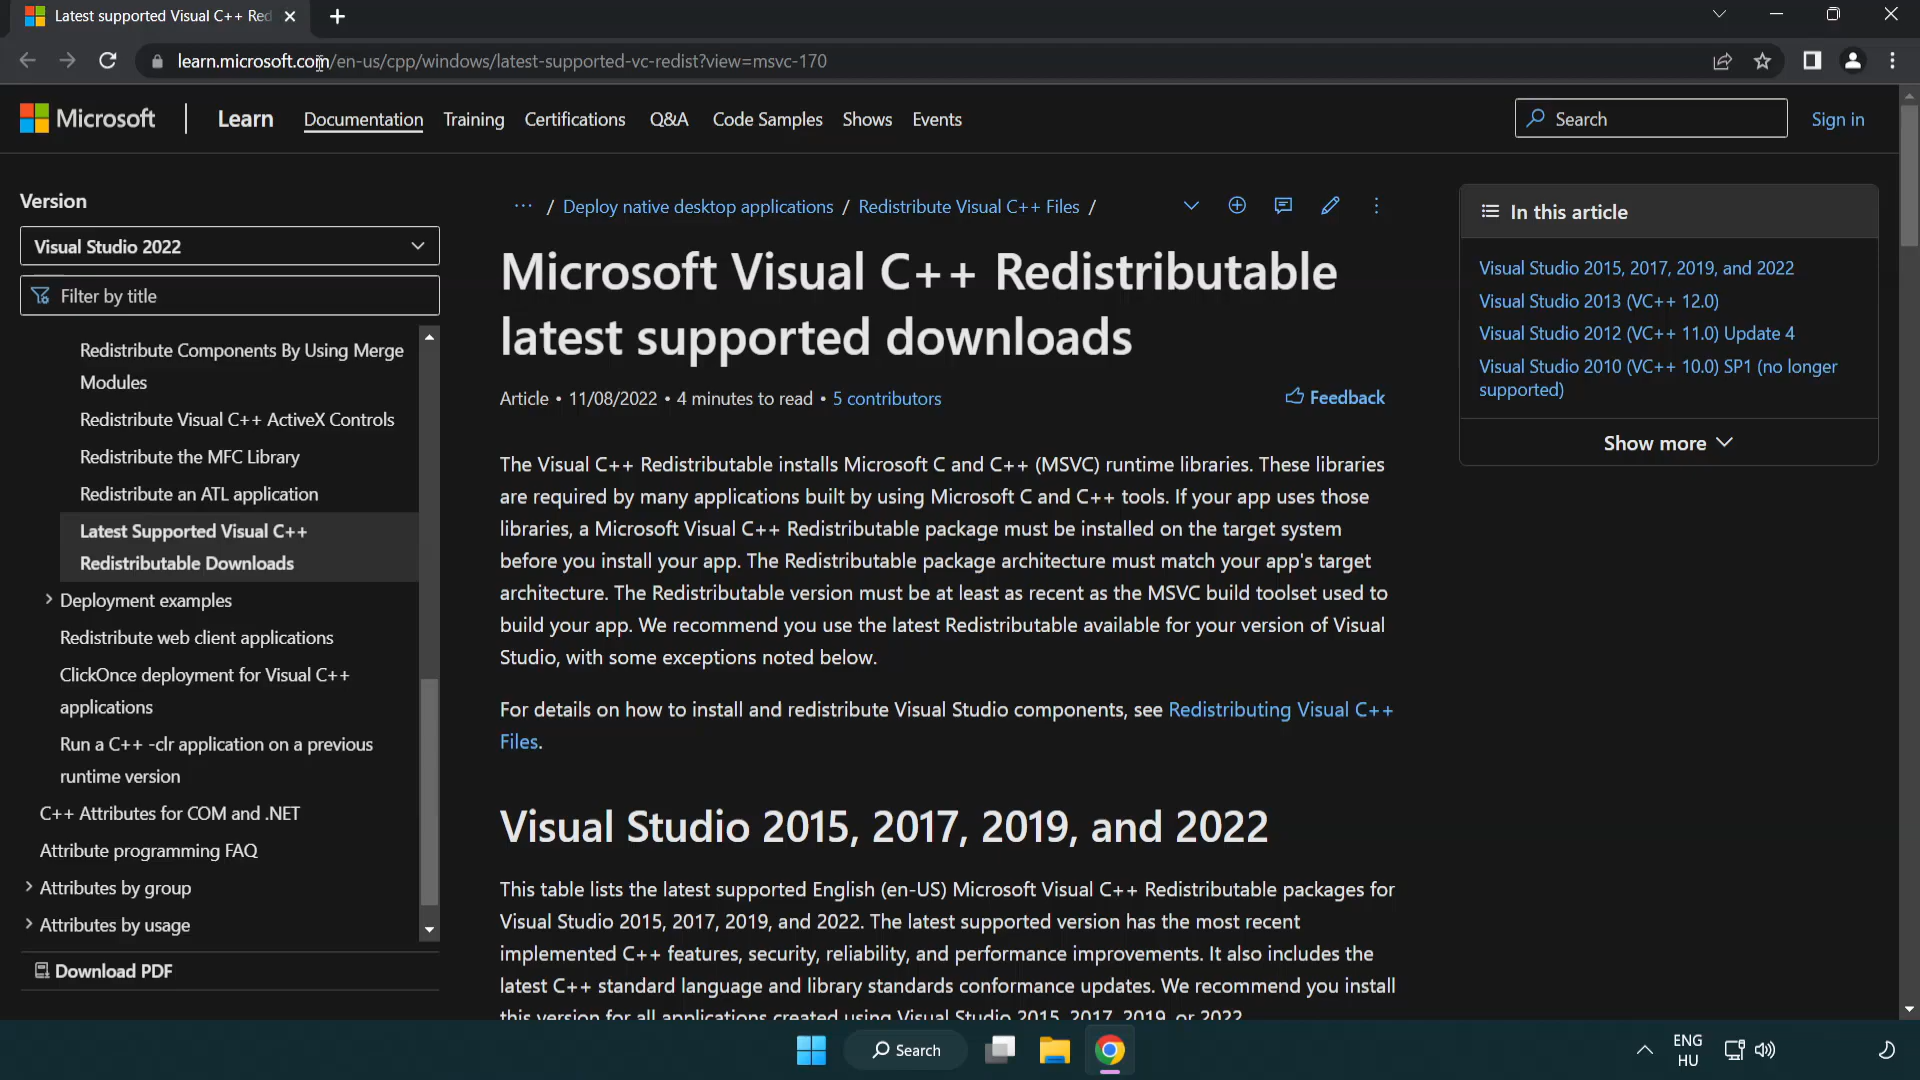 Latest supported Visual C++ Red
learn.microsoft.com/en-us/cpp/windows/latest-supported-vc-redist?view=msvc-170
Microsoft
Learn
Documentation
Training
Certifications
Q&A
Code Samples
Shows
Events
Search
Sign in
Version
Visual Studio 2022
Filter by title
Redistribute Components By Using Merge
Modules
Redistribute Visual C++ ActiveX Controls
Redistribute the MFC Library
Redistribute an ATL application
Latest Supported Visual C++
Redistributable Downloads
Deployment examples
Redistribute web client applications
ClickOnce deployment for Visual C++
applications
Run a C++ -clr application on a previous
runtime version
C++ Attributes for COM and .NET
Attribute programming FAQ
Attributes by group
Attributes by usage
Download PDF
··· / Deploy native desktop applications / Redistribute Visual C++ Files /
Microsoft Visual C++ Redistributable
latest supported downloads
Article • 11/08/2022 • 4 minutes to read • 5 contributors
Feedback
The Visual C++ Redistributable installs Microsoft C and C++ (MSVC) runtime libraries. These libraries
are required by many applications built by using Microsoft C and C++ tools. If your app uses those
libraries, a Microsoft Visual C++ Redistributable package must be installed on the target system
before you install your app. The Redistributable package architecture must match your app's target
architecture. The Redistributable version must be at least as recent as the MSVC build toolset used to
build your app. We recommend you use the latest Redistributable available for your version of Visual
Studio, with some exceptions noted below.
For details on how to install and redistribute Visual Studio components, see Redistributing Visual C++
Files.
Visual Studio 2015, 2017, 2019, and 2022
This table lists the latest supported English (en-US) Microsoft Visual C++ Redistributable packages for
Visual Studio 2015, 2017, 2019, and 2022. The latest supported version has the most recent
implemented C++ features, security, reliability, and performance improvements. It also includes the
latest C++ standard language and library standards conformance updates. We recommend you install
this version for all applications created using Visual Studio 2015, 2017, 2019, or 2022.
In this article
Visual Studio 2015, 2017, 2019, and 2022
Visual Studio 2013 (VC++ 12.0)
Visual Studio 2012 (VC++ 11.0) Update 4
Visual Studio 2010 (VC++ 10.0) SP1 (no longer
supported)
Show more
Search
ENG
HU